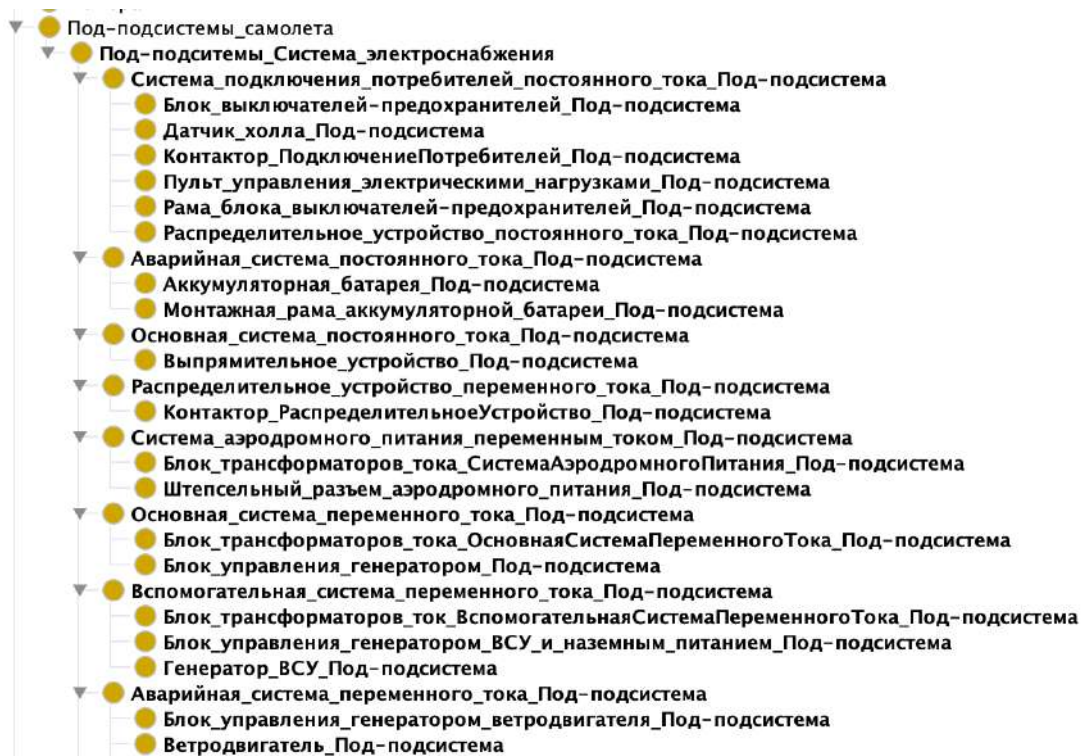 Под-подсистемы_самолета
Под-подситемы_Система_электроснабжения
Система_подключения_потребителей_постоянного_тока_Под-подсистема
Блок_выключателей-предохранителей_Под-подсистема
Датчик_холла_Под-подсистема
Контактор_ПодключениеПотребителей_Под-подсистема
Пульт_управления_электрическими_нагрузками_Под-подсистема
Рама_блока_выключателей-предохранителей_Под-подсистема
Распределительное_устройство_постоянного_тока_Под-подсистема
Аварийная_система_постоянного_тока_Под-подсистема
Аккумуляторная_батарея_Под-подсистема
Монтажная_рама_аккумуляторной_батареи_Под-подсистема
Основная_система_постоянного_тока_Под-подсистема
Выпрямительное_устройство_Под-подсистема
Распределительное_устройство_переменного_тока_Под-подсистема
Контактор_РаспределительноеУстройство_Под-подсистема
Система_аэродромного_питания_переменным_током_Под-подсистема
Блок_трансформаторов_тока_СистемаАэродромногоПитания_Под-подсистема
Штепсельный_разъем_аэродромного_питания_Под-подсистема
Основная_система_переменного_тока_Под-подсистема
Блок_трансформаторов_тока_ОсновнаяСистемаПеременногоТока_Под-подсистема
Блок_управления_генератором_Под-подсистема
Вспомогательная_система_переменного_тока_Под-подсистема
Блок_трансформаторов_ток_ВспомогательнаяСистемаПеременногоТока_Под-подсистема
Блок_управления_генератором_ВСУ_и_наземным_питанием_Под-подсистема
Генератор_ВСУ_Под-подсистема
Аварийная_система_переменного_тока_Под-подсистема
Блок_управления_генератором_ветродвигателя_Под-подсистема
Ветродвигатель_Под-подсистема